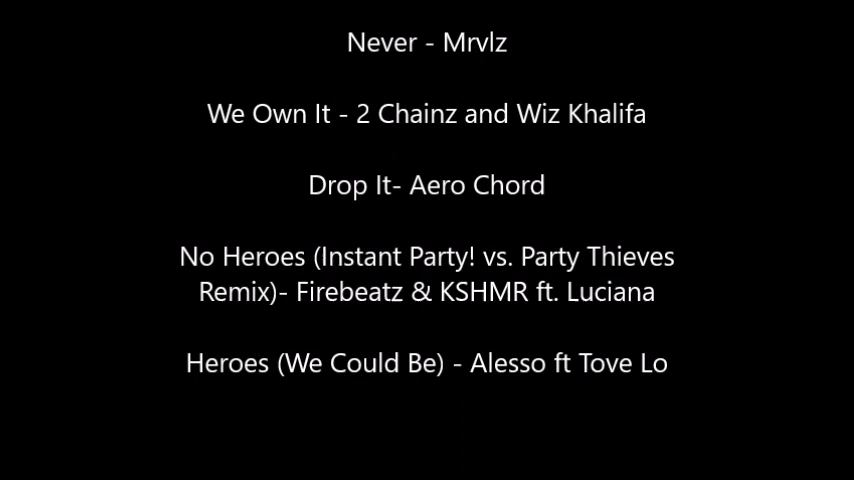 Never - Mrvlz
We Own It - 2 Chainz and Wiz Khalifa
Drop It- Aero Chord
No Heroes (Instant Party! vs. Party Thieves
Remix)- Firebeatz & KSHMR ft. Luciana
Heroes (We Could Be) - Alesso ft Tove Lo